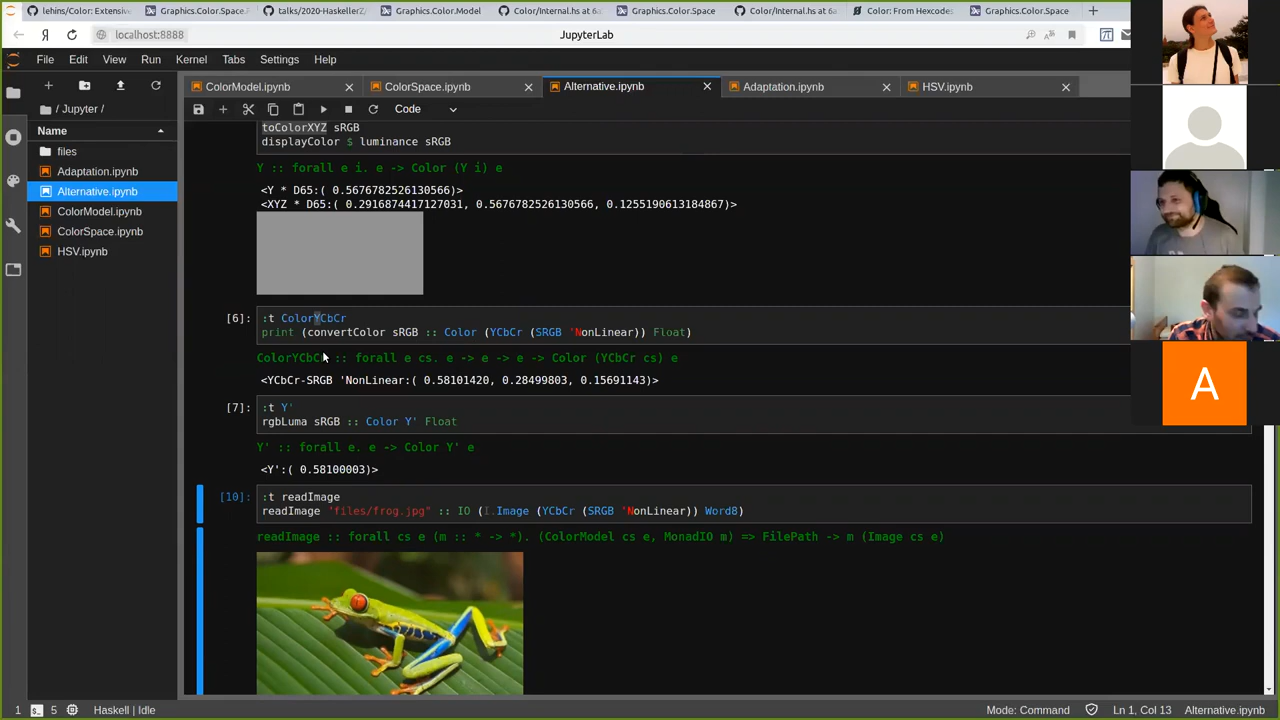 lehins/Color: Extensiv
Graphics.Color.Space.
talks/2020-HaskellerZ
Graphics.Color.Model
Color/Internal.hs at 6a
Graphics.Color.Space
Color/Internal.hs at 6a
Color: From Hexcodes
Graphics.Color.Space
localhost:8888
JupyterLab
File Edit View Run Kernel Tabs Settings Help
ColorModel.ipynb
ColorSpace.ipynb
Alternative.ipynb
Adaptation.ipynb
HSV.ipynb
/ Jupyter /
Code
Name
files
Adaptation.ipynb
Alternative.ipynb
ColorModel.ipynb
ColorSpace.ipynb
HSV.ipynb
toColorXYZ sRGB
displayColor $ luminance sRGB
Y :: forall e i. e -> Color (Y i) e
<Y * D65:( 0.5676782526130566)>
<XYZ * D65:( 0.2916874417127031, 0.5676782526130566, 0.1255190613184867)>
[6]:
:t ColorYCbCr
print (convertColor sRGB :: Color (YCbCr (SRGB 'NonLinear)) Float)
ColorYCbCr :: forall e cs. e -> e -> e -> Color (YCbCr cs) e
<YCbCr-SRGB 'NonLinear:( 0.58101420, 0.28499803, 0.15691143)>
[7]:
:t Y'
rgbLuma sRGB :: Color Y' Float
Y' :: forall e. e -> Color Y' e
<Y':( 0.58100003)>
[10]:
:t readImage
readImage "files/frog.jpg" :: IO (I.Image (YCbCr (SRGB 'NonLinear)) Word8)
readImage :: forall cs e (m :: * -> *). (ColorModel cs e, MonadIO m) => FilePath -> m (Image cs e)
A
1
5
Haskell | Idle
Mode: Command
Ln 1, Col 13
Alternative.ipynb